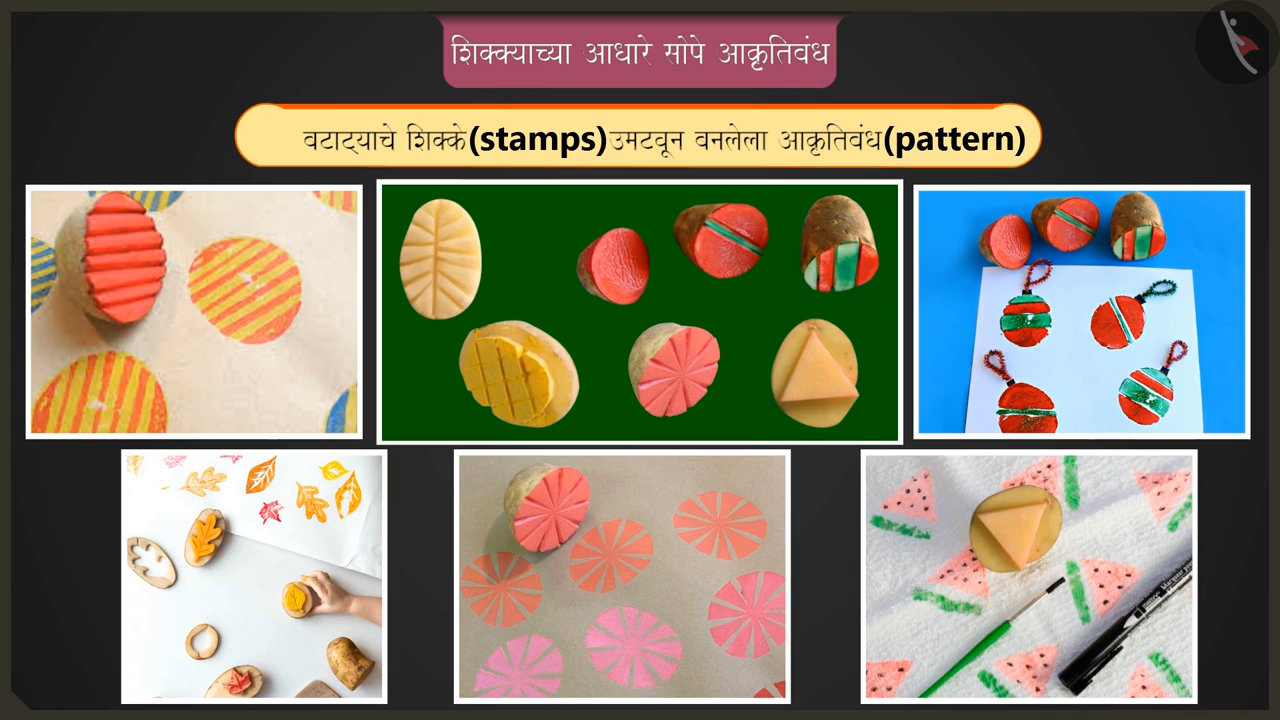 शिक्क्याच्या आधारे सोपे आकृतिबंध
बटाट्याचे शिक्के(stamps)उमटवून बनलेला आकृतिबंध(pattern)